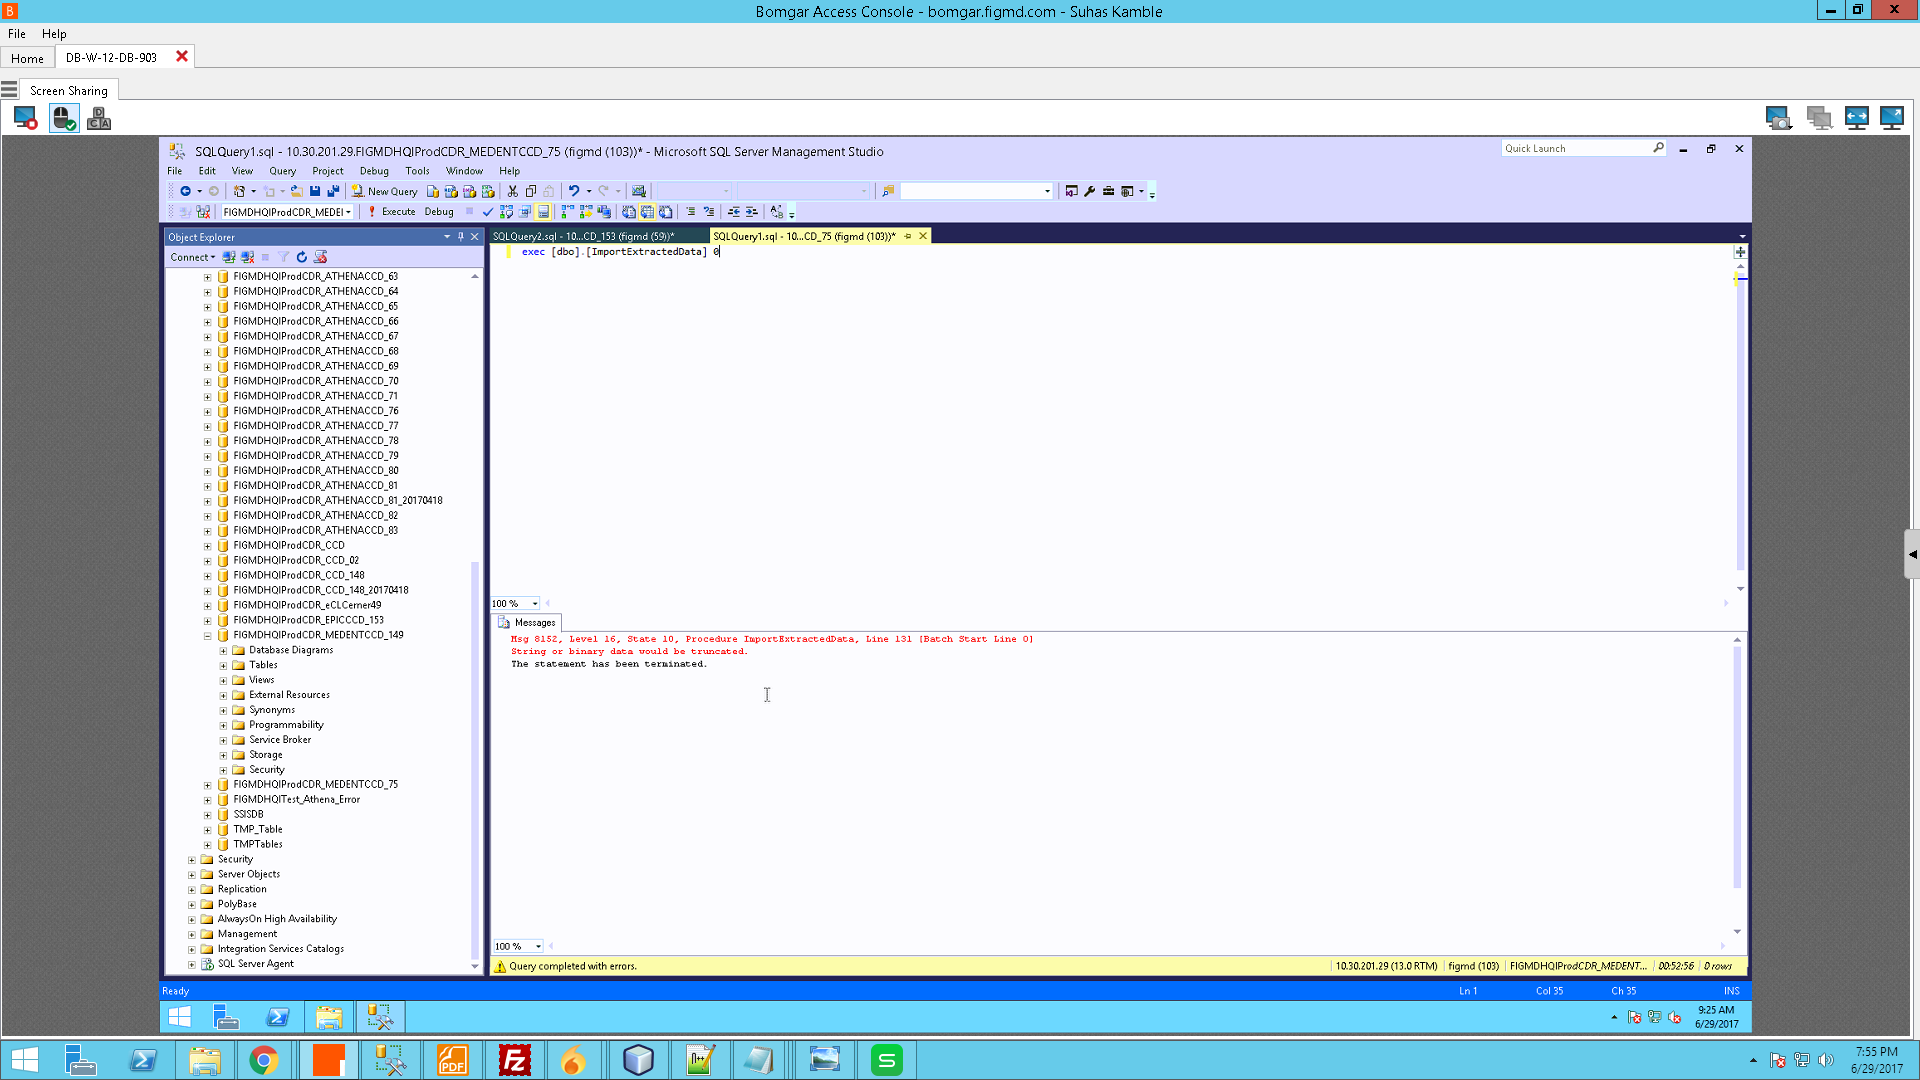 Bomgar Access Console - bomgar.figmd.com - Suhas Kamble
File Help
Home DB-W-12-DB-903
Screen Sharing
SQLQuery1.sql - 10.30.201.29.FIGMDHQIProdCDR_MEDENTCCD_75 (figmd (103))* - Microsoft SQL Server Management Studio
Quick Launch
File Edit View Query Project Debug Tools Window Help
New Query
FIGMDHQIProdCDR_MEDEI Execute Debug
Object Explorer
SQLQuery2.sql - 10...CD_153 (figmd (59))* SQLQuery1.sql - 10...CD_75 (figmd (103))*
Connect
exec [dbo].[ImportExtractedData] 0
FIGMDHQIProdCDR_ATHENACCD_63
FIGMDHQIProdCDR_ATHENACCD_64
FIGMDHQIProdCDR_ATHENACCD_65
FIGMDHQIProdCDR_ATHENACCD_66
FIGMDHQIProdCDR_ATHENACCD_67
FIGMDHQIProdCDR_ATHENACCD_68
FIGMDHQIProdCDR_ATHENACCD_69
FIGMDHQIProdCDR_ATHENACCD_70
FIGMDHQIProdCDR_ATHENACCD_71
FIGMDHQIProdCDR_ATHENACCD_76
FIGMDHQIProdCDR_ATHENACCD_77
FIGMDHQIProdCDR_ATHENACCD_78
FIGMDHQIProdCDR_ATHENACCD_79
FIGMDHQIProdCDR_ATHENACCD_80
FIGMDHQIProdCDR_ATHENACCD_81
FIGMDHQIProdCDR_ATHENACCD_81_20170418
FIGMDHQIProdCDR_ATHENACCD_82
FIGMDHQIProdCDR_ATHENACCD_83
FIGMDHQIProdCDR_CCD
FIGMDHQIProdCDR_CCD_02
FIGMDHQIProdCDR_CCD_148
FIGMDHQIProdCDR_CCD_148_20170418
FIGMDHQIProdCDR_eCLCerner49
FIGMDHQIProdCDR_EPICCCD_153
FIGMDHQIProdCDR_MEDENTCCD_149
Database Diagrams
Tables
Views
External Resources
Synonyms
Programmability
Service Broker
Storage
Security
FIGMDHQIProdCDR_MEDENTCCD_75
FIGMDHQITest_Athena_Error
SSISDB
TMP_Table
TMPTables
Security
Server Objects
Replication
PolyBase
AlwaysOn High Availability
Management
Integration Services Catalogs
SQL Server Agent
100 %
Messages
Msg 8152, Level 16, State 10, Procedure ImportExtractedData, Line 131 [Batch Start Line 0]
String or binary data would be truncated.
The statement has been terminated.
100 %
Query completed with errors. 10.30.201.29 (13.0 RTM) figmd (103) FIGMDHQIProdCDR_MEDENT... 00:52:56 0 rows
Ready Ln 1 Col 35 Ch 35 INS
9:25 AM
6/29/2017
7:55 PM
6/29/2017